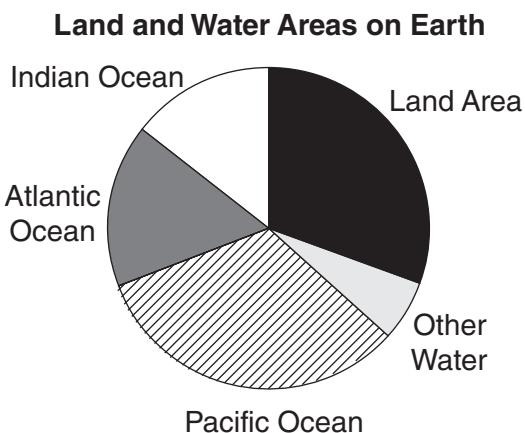 Land and Water Areas on Earth
Indian Ocean
Land Area
Atlantic
Ocean
Other
Water
Pacific Ocean